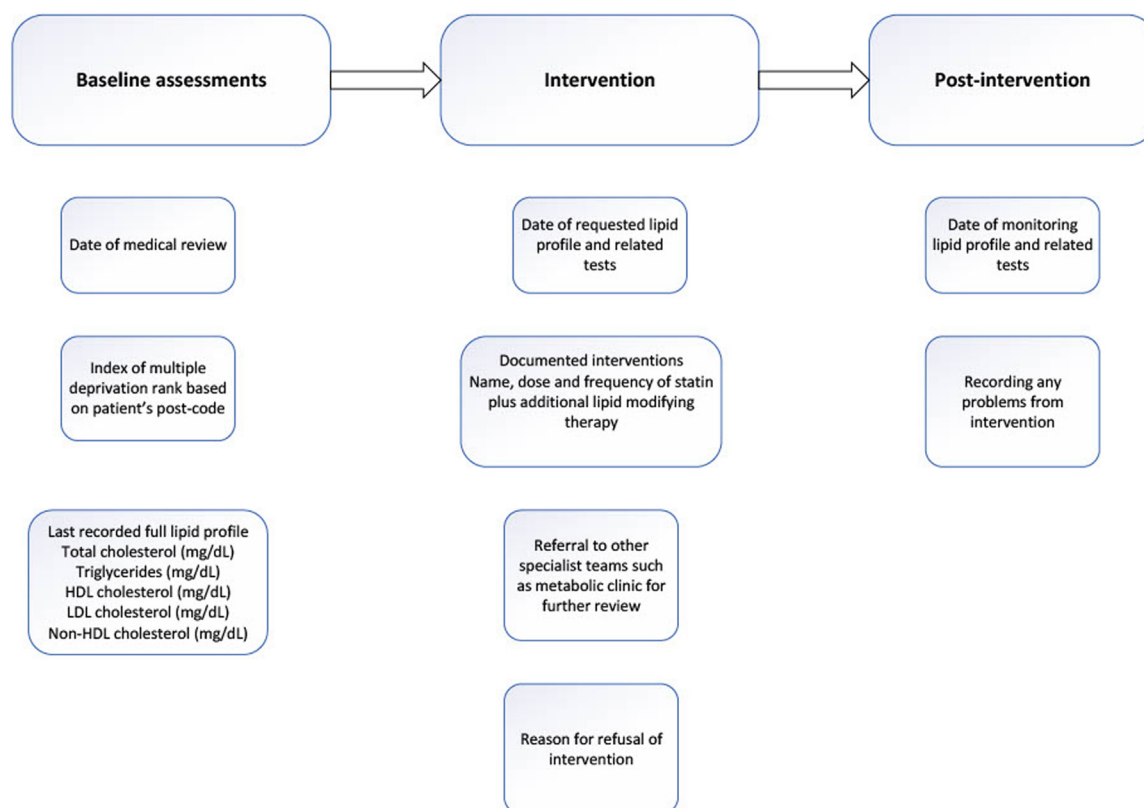 Baseline assessments
Intervention
Post-intervention
Date of medical review
Date of requested lipid
profile and related
tests
Date of monitoring
lipid profile and related
tests
Index of multiple
deprivation rank based
on patient’s post-code
Documented interventions
Name, dose and frequency of statin
plus additional lipid modifying
therapy
Recording any
problems from
intervention
Last recorded full lipid profile
Total cholesterol (mg/dL)
Triglycerides (mg/dL)
HDL cholesterol (mg/dL)
LDL cholesterol (mg/dL)
Non-HDL cholesterol (mg/dL)
Referral to other
specialist teams such
as metabolic clinic for
further review
Reason for refusal of
intervention